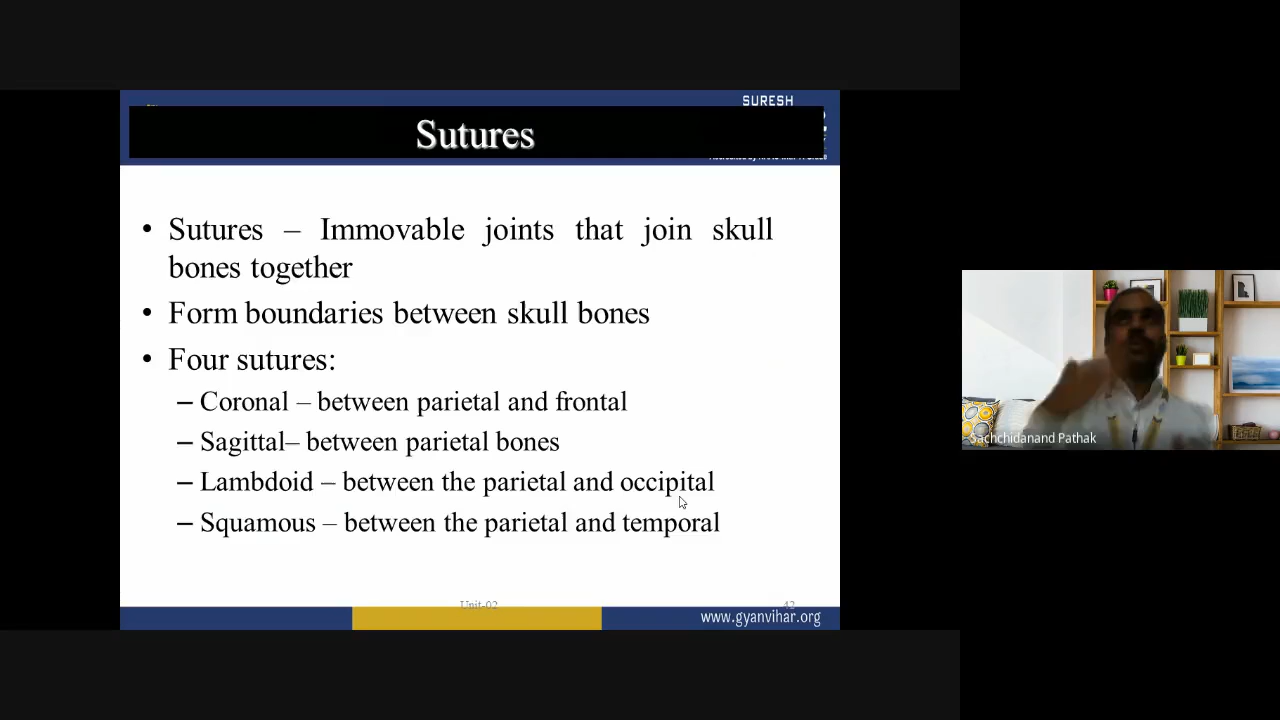 SURESH
Sutures
• Sutures – Immovable joints that join skull
bones together
• Form boundaries between skull bones
• Four sutures:
– Coronal – between parietal and frontal
– Sagittal– between parietal bones
– Lambdoid – between the parietal and occipital
– Squamous – between the parietal and temporal
Unit-02
42
www.gyanvihar.org
Sachchidanand Pathak